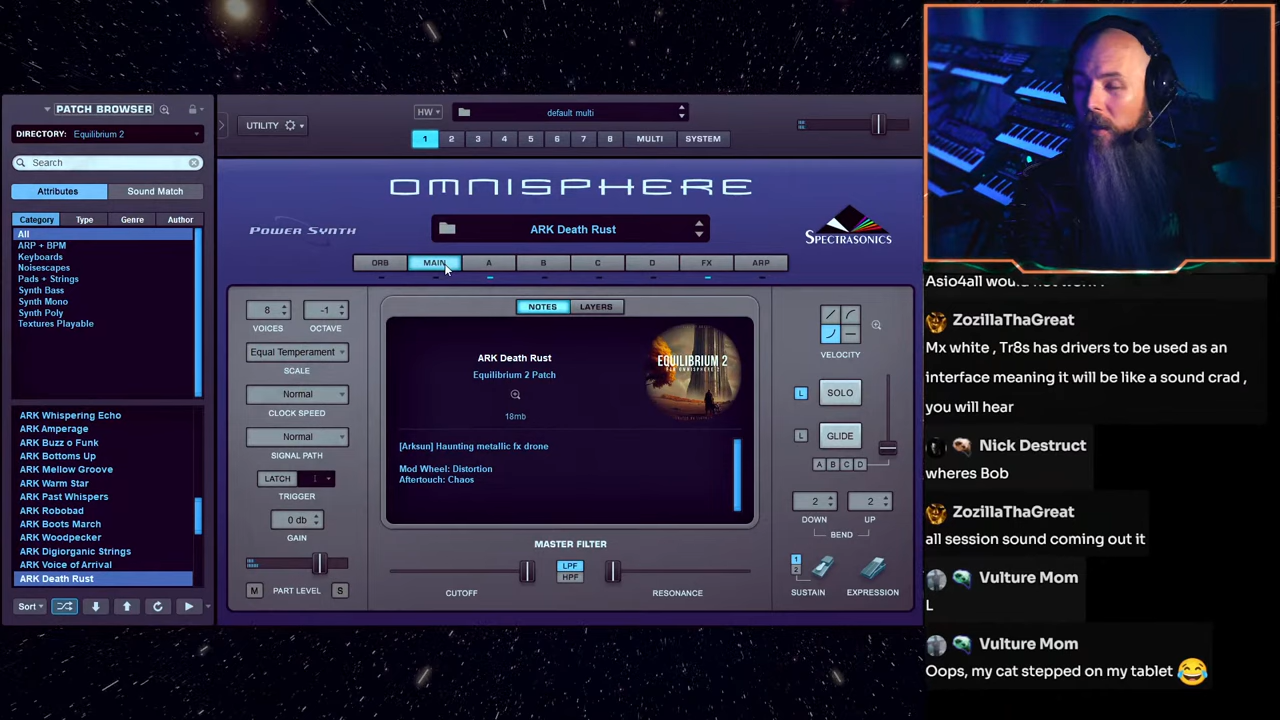 PATCH BROWSER
DIRECTORY: Equilibrium 2
Search
Attributes
Sound Match
Category
Type
Genre
Author
All
ARP + BPM
Keyboards
Noisescapes
Pads + Strings
Synth Bass
Synth Mono
Synth Poly
Textures Playable
ARK Whispering Echo
ARK Amperage
ARK Buzz o Funk
ARK Bottoms Up
ARK Mellow Groove
ARK Warm Star
ARK Past Whispers
ARK Robobad
ARK Boots March
ARK Woodpecker
ARK Digiorganic Strings
ARK Voice of Arrival
ARK Death Rust
Sort
UTILITY
HW
default multi
1 2 3 4 5 6 7 8 MULTI SYSTEM
OMNISPHERE
POWER SYNTH
ARK Death Rust
SPECTRASONICS
ORB MAIN A B C D FX ARP
8
-1
VOICES
OCTAVE
Equal Temperament
SCALE
Normal
CLOCK SPEED
Normal
SIGNAL PATH
LATCH
TRIGGER
0 db
GAIN
M PART LEVEL S
NOTES LAYERS
ARK Death Rust
Equilibrium 2 Patch
18mb
EQUILIBRIUM 2
[Arksun] Haunting metallic fx drone
Mod Wheel: Distortion
Aftertouch: Chaos
MASTER FILTER
LPF
HPF
CUTOFF
RESONANCE
VELOCITY
L SOLO
L GLIDE
A B C D
2
2
DOWN
UP
BEND
1
2
SUSTAIN
EXPRESSION
Asio4all would not work ?
ZozillaThaGreat
Mx white , Tr8s has drivers to be used as an
interface meaning it will be like a sound crad ,
you will hear
Nick Destruct
wheres Bob
ZozillaThaGreat
all session sound coming out it
Vulture Mom
L
Vulture Mom
Oops, my cat stepped on my tablet 😂